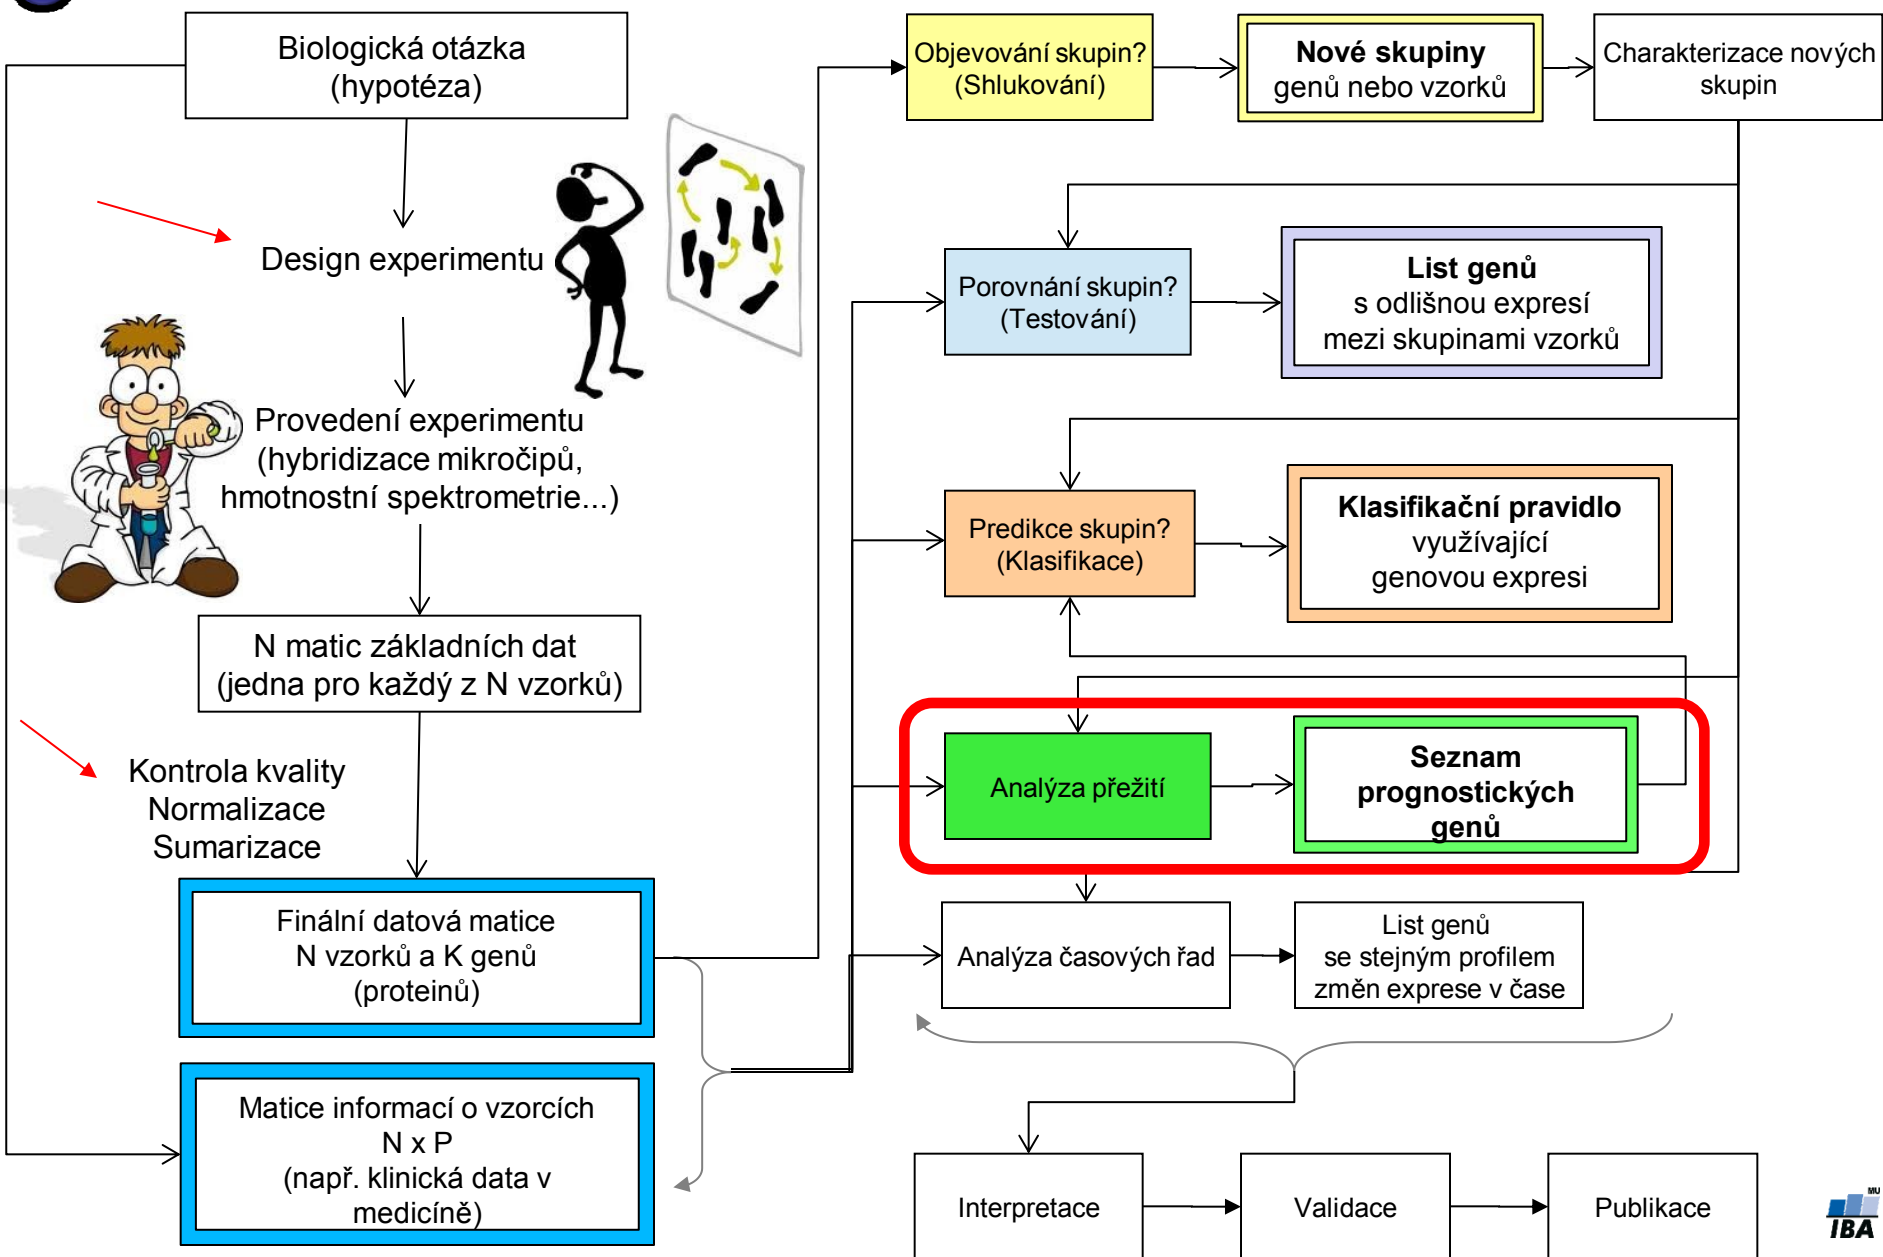 Biologická otázka
(hypotéza)
Design experimentu
Provedení experimentu
(hybridizace mikročipů,
hmotnostní spektrometrie...)
N matic základních dat
(jedna pro každý z N vzorků)
Kontrola kvality
Normalizace
Sumarizace
Finální datová matice
N vzorků a K genů
(proteinů)
Matice informací o vzorcích
N x P
(např. klinická data v
medicíně)
Objevování skupin?
(Shlukování)
Nové skupiny
genů nebo vzorků
Charakterizace nových
skupin
Porovnání skupin?
(Testování)
List genů
s odlišnou expresí
mezi skupinami vzorků
Predikce skupin?
(Klasifikace)
Klasifikační pravidlo
využívající
genovou expresi
Analýza přežití
Seznam
prognostických
genů
Analýza časových řad
List genů
se stejným profilem
změn exprese v čase
Interpretace
Validace
Publikace
MU
IBA